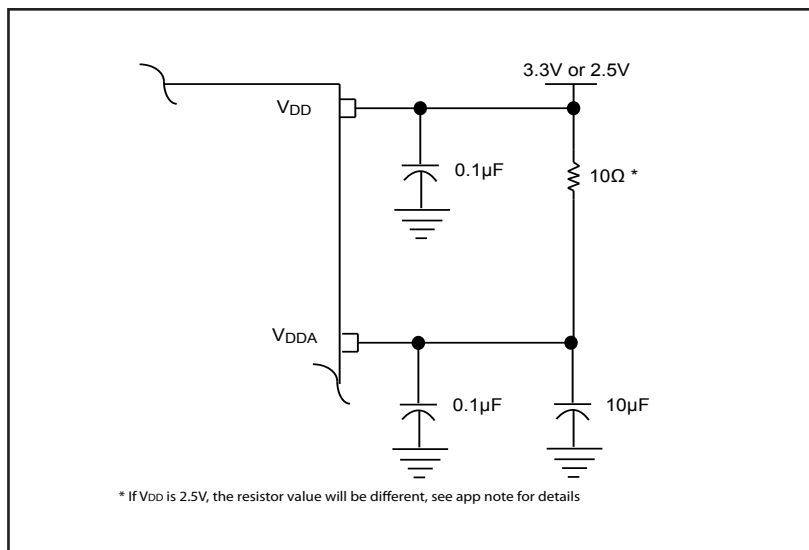 3.3V or 2.5V
VDD
0.1µF
10Ω *
VDDA
0.1µF
10µF
* If VDD is 2.5V, the resistor value will be different, see app note for details